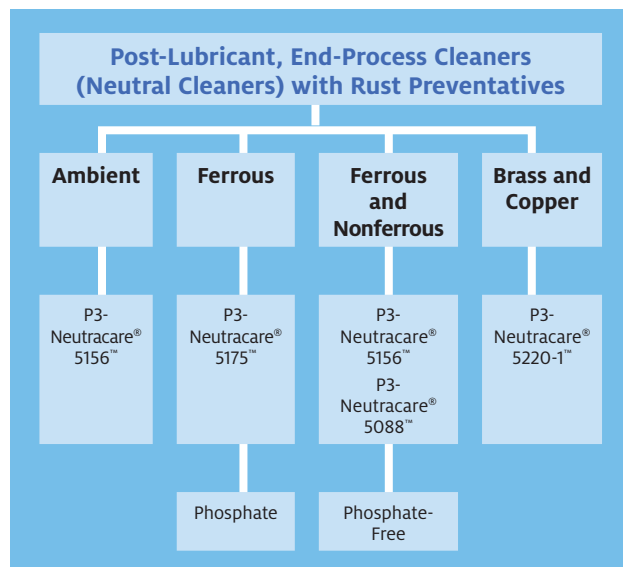 Post-Lubricant, End-Process Cleaners
(Neutral Cleaners) with Rust Preventatives
Ambient
Ferrous
Ferrous
and
Nonferrous
Brass and
Copper
P3-
Neutracare®
5156™
P3-
Neutracare®
5175™
P3-
Neutracare®
5156™
P3-
Neutracare®
5088™
P3-
Neutracare®
5220-1™
Phosphate
Phosphate-
Free